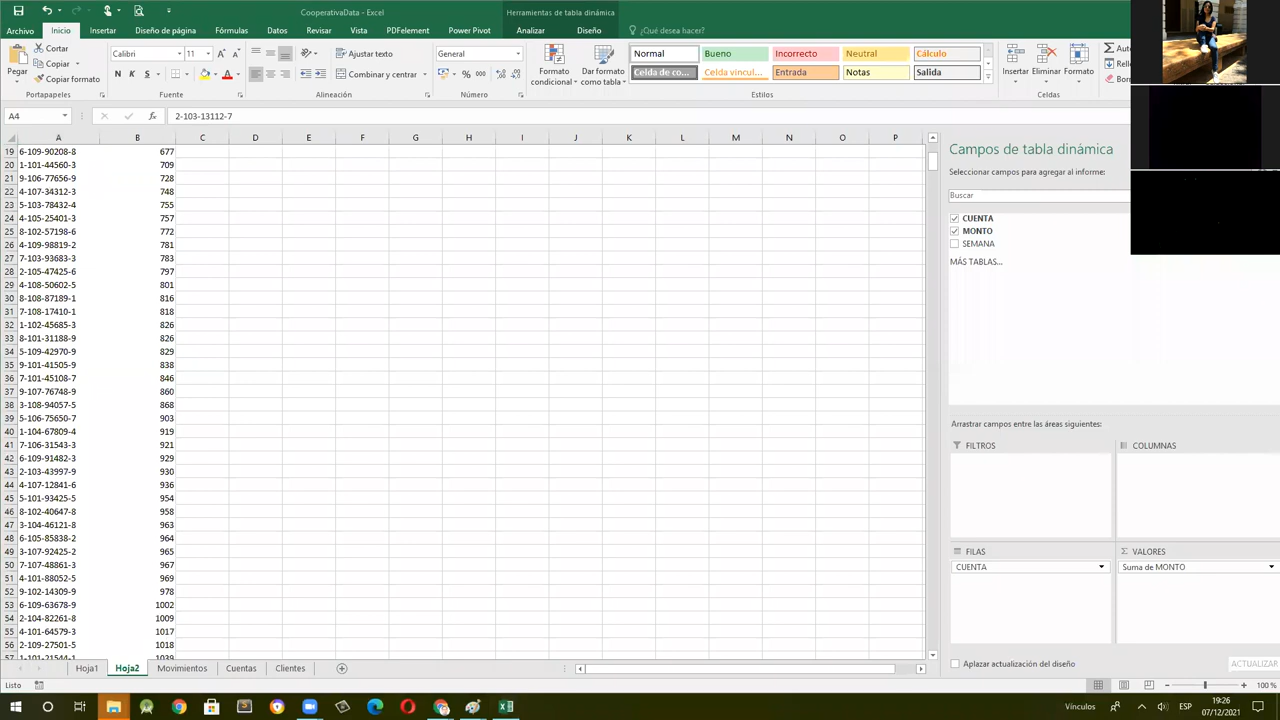 CooperativaData - Excel
Herramientas de tabla dinámica
Archivo Inicio Insertar Diseño de página Fórmulas Datos Revisar Vista PDFelement Power Pivot Analizar Diseño ¿Qué desea hacer?
Pegar
Cortar
Copiar
Copiar formato
Portapapeles
Calibri 11
N K S
Fuente
Ajustar texto
Combinar y centrar
Alineación
General
% 000
Número
Formato condicional
Dar formato como tabla
Normal Bueno Incorrecto Neutral Cálculo
Celda de co... Celda vincul... Entrada Notas Salida
Estilos
Insertar Eliminar Formato
Celdas
A4
2-103-13112-7
A B C D E F G H I J K L M N O P
19 6-109-90208-8 677
20 1-101-44560-3 709
21 9-106-77656-9 728
22 4-107-34312-3 748
23 5-103-78432-4 755
24 4-105-25401-3 757
25 8-102-57198-6 772
26 4-109-98819-2 781
27 7-103-93683-3 783
28 2-105-47425-6 797
29 4-108-50602-5 801
30 8-108-87189-1 816
31 7-108-17410-1 818
32 1-102-45685-3 826
33 8-101-31188-9 826
34 5-109-42970-9 829
35 9-101-41505-9 838
36 7-101-45108-7 846
37 9-107-76748-9 860
38 3-108-94057-5 868
39 5-106-75650-7 903
40 1-104-67809-4 919
41 7-106-31543-3 921
42 6-109-91482-3 929
43 2-103-43997-9 930
44 4-107-12841-6 936
45 5-101-93425-5 954
46 8-102-40647-8 958
47 3-104-46121-8 963
48 6-105-85838-2 964
49 3-107-92425-2 965
50 7-107-48861-3 967
51 4-101-88052-5 969
52 9-102-14309-9 978
53 6-109-63678-9 1002
54 2-104-82261-8 1009
55 4-101-64579-3 1017
56 2-109-27501-5 1018
57 1-101-21544-1 1039
Campos de tabla dinámica
Seleccionar campos para agregar al informe:
Buscar
CUENTA
MONTO
SEMANA
MÁS TABLAS...
Arrastrar campos entre las áreas siguientes:
FILTROS
COLUMNAS
FILAS
VALORES
CUENTA
Suma de MONTO
Aplazar actualización del diseño
ACTUALIZAR
Hoja1 Hoja2 Movimientos Cuentas Clientes
Listo
100 %
Vínculos
ESP
19:26
07/12/2021